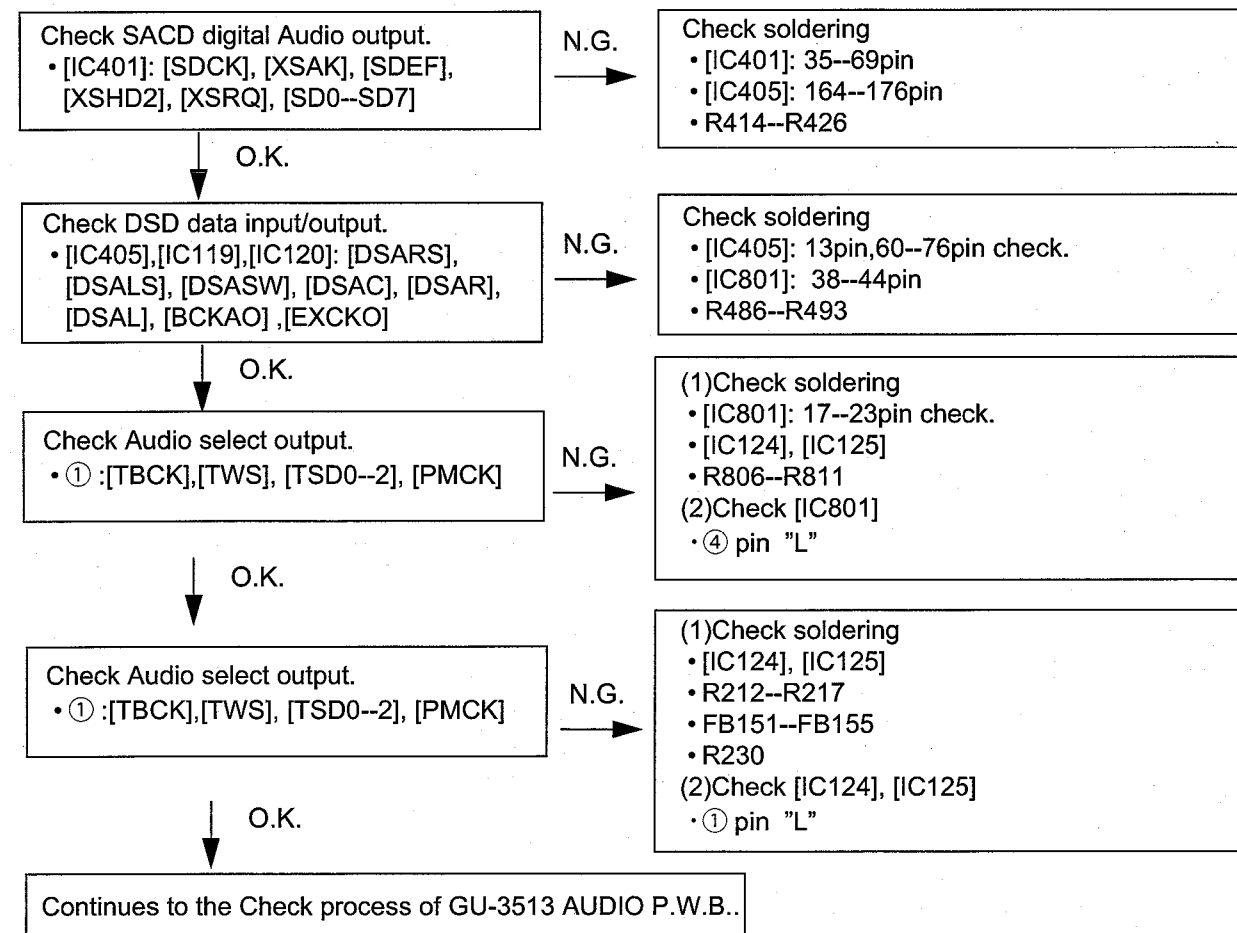 Check SACD digital Audio output.
• [IC401]: [SDCK], [XSAK], [SDEF],
[XSHD2], [XSRQ], [SD0--SD7]
N.G.
Check soldering
• [IC401]: 35--69pin
• [IC405]: 164--176pin
• R414--R426
O.K.
Check DSD data input/output.
• [IC405],[IC119],[IC120]: [DSARS],
[DSALS], [DSASW], [DSAC], [DSAR],
[DSAL], [BCKAO] ,[EXCKO]
N.G.
Check soldering
• [IC405]: 13pin,60--76pin check.
• [IC801]: 38--44pin
• R486--R493
O.K.
Check Audio select output.
• ① :[TBCK],[TWS], [TSD0--2], [PMCK]
N.G.
(1)Check soldering
• [IC801]: 17--23pin check.
• [IC124], [IC125]
• R806--R811
(2)Check [IC801]
· ④ pin ”L”
O.K.
Check Audio select output.
• ① :[TBCK],[TWS], [TSD0--2], [PMCK]
N.G.
(1)Check soldering
• [IC124], [IC125]
• R212--R217
• FB151--FB155
• R230
(2)Check [IC124], [IC125]
· ① pin ”L”
O.K.
Continues to the Check process of GU-3513 AUDIO P.W.B..